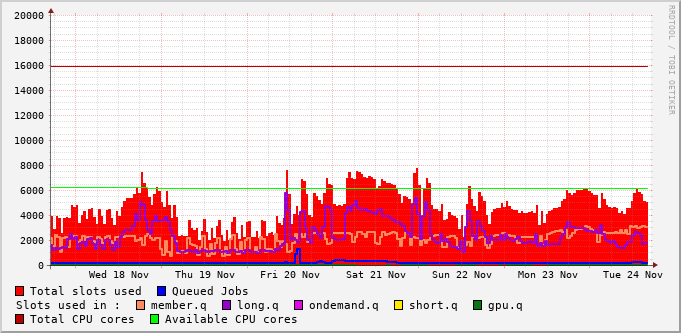 20000
18000
16000
14000
12000
10000
8000
6000
4000
2000
0
Wed 18 Nov Thu 19 Nov Fri 20 Nov Sat 21 Nov Sun 22 Nov Mon 23 Nov Tue 24 Nov
Total slots used Queued Jobs
Slots used in : member.q long.q ondemand.q short.q gpu.q
Total CPU cores Available CPU cores
RRDTOOL / TOBI OETIKER